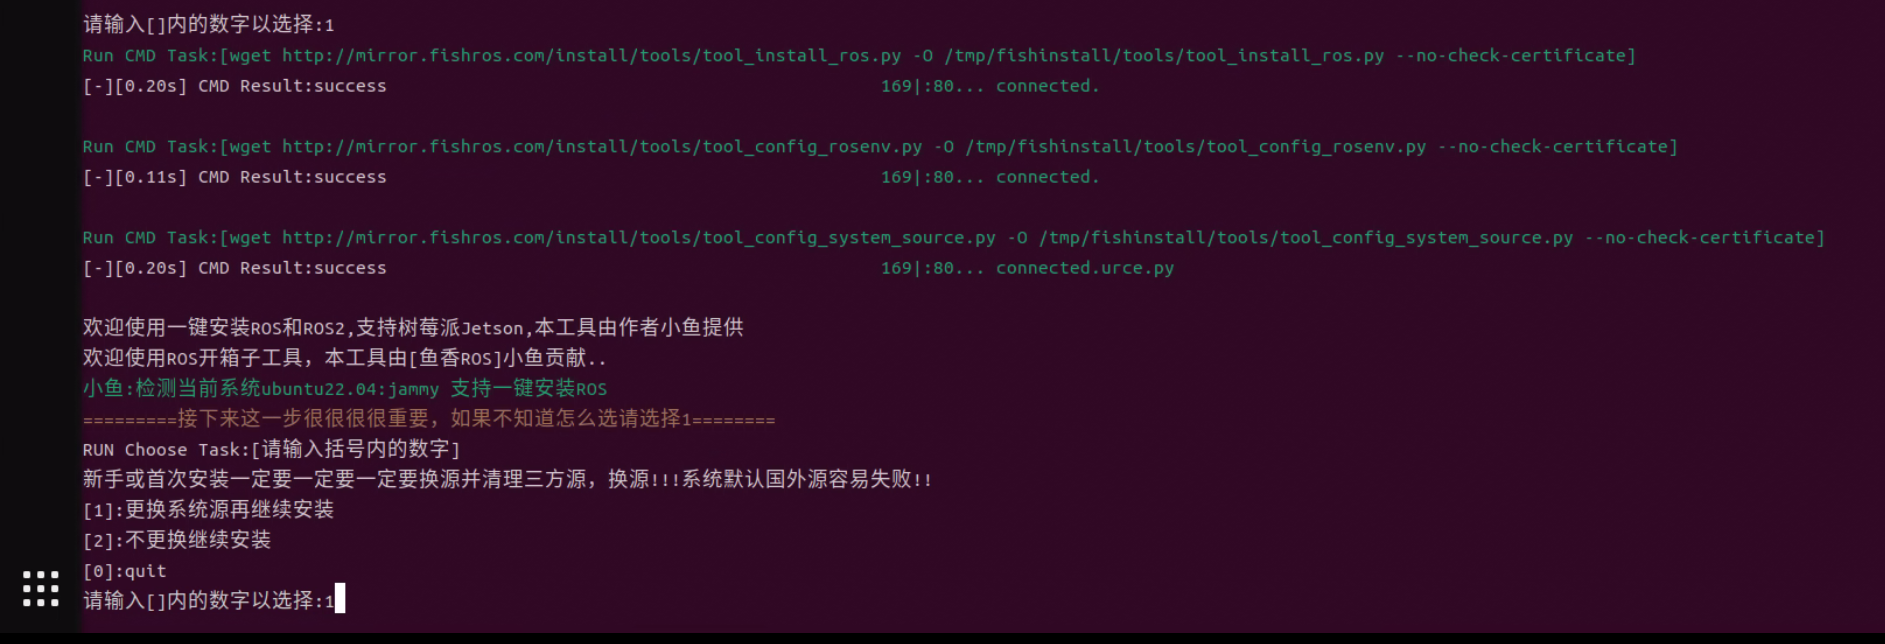 请输入[]内的数字以选择:1
Run CMD Task:[wget http://mirror.fishros.com/install/tools/tool_install_ros.py -O /tmp/fishinstall/tools/tool_install_ros.py --no-check-certificate]
[-][0.20s] CMD Result:success 169|:80... connected.
Run CMD Task:[wget http://mirror.fishros.com/install/tools/tool_config_rosenv.py -O /tmp/fishinstall/tools/tool_config_rosenv.py --no-check-certificate]
[-][0.11s] CMD Result:success 169|:80... connected.
Run CMD Task:[wget http://mirror.fishros.com/install/tools/tool_config_system_source.py -O /tmp/fishinstall/tools/tool_config_system_source.py --no-check-certificate]
[-][0.20s] CMD Result:success 169|:80... connected.urce.py
欢迎使用一键安装ROS和ROS2,支持树莓派Jetson,本工具由作者小鱼提供
欢迎使用ROS开箱子工具，本工具由[鱼香ROS]小鱼贡献..
小鱼:检测当前系统ubuntu22.04:jammy 支持一键安装ROS
=========接下来这一步很很很很重要，如果不知道怎么选请选择1========
RUN Choose Task:[请输入括号内的数字]
新手或首次安装一定要一定要一定要换源并清理三方源，换源!!!系统默认国外源容易失败!!
[1]:更换系统源再继续安装
[2]:不更换继续安装
[0]:quit
请输入[]内的数字以选择:1